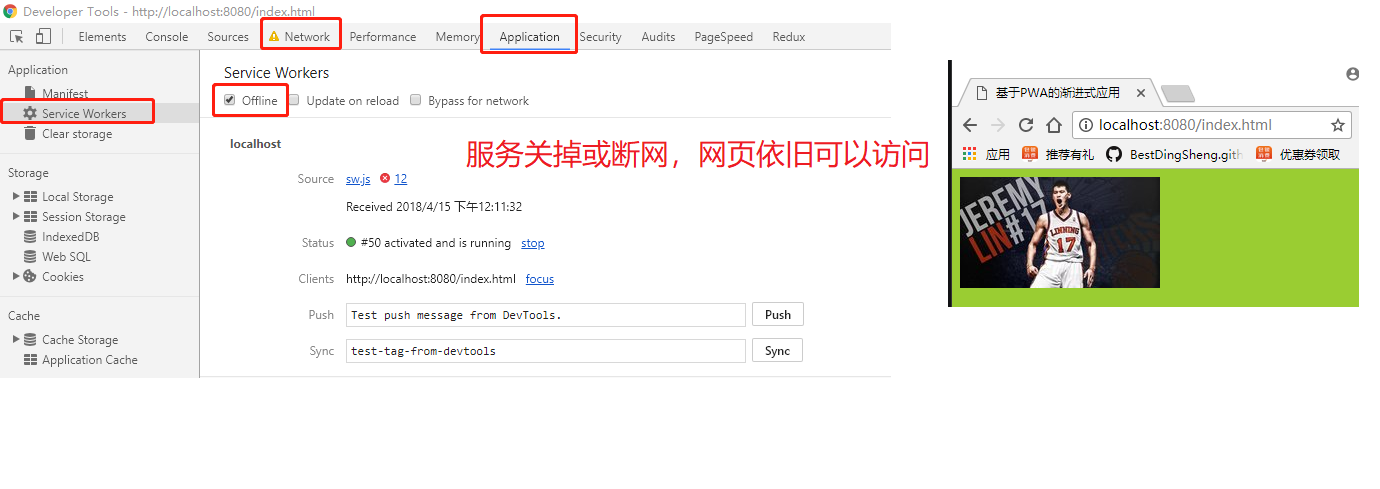 Developer Tools - http://localhost:8080/index.html
Elements Console Sources Network Performance Memory Application Security Audits PageSpeed Redux
Application
Manifest
Service Workers
Clear storage
Storage
Local Storage
Session Storage
IndexedDB
Web SQL
Cookies
Cache
Cache Storage
Application Cache
Service Workers
Offline Update on reload Bypass for network
localhost
服务关掉或断网，网页依旧可以访问
Source sw.js 12
Received 2018/4/15 下午12:11:32
Status #50 activated and is running stop
Clients http://localhost:8080/index.html focus
Push Test push message from DevTools. Push
Sync test-tag-from-devtools Sync
基于PWA的渐进式应用
localhost:8080/index.html
应用 推荐有礼 BestDingSheng.gith 优惠券领取
JEREMY
LIN#17
LINNING
17